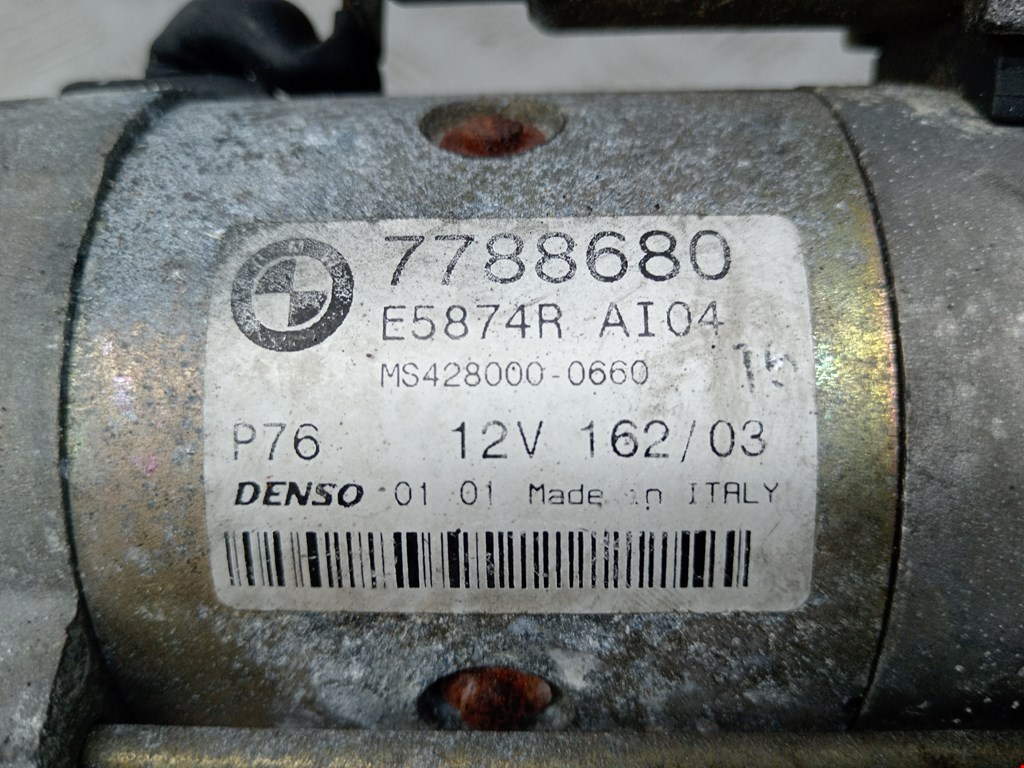 7788680
E5874R AI04
MS428000-0660
P76 12V 162/03
DENSO 01 01 Made in ITALY